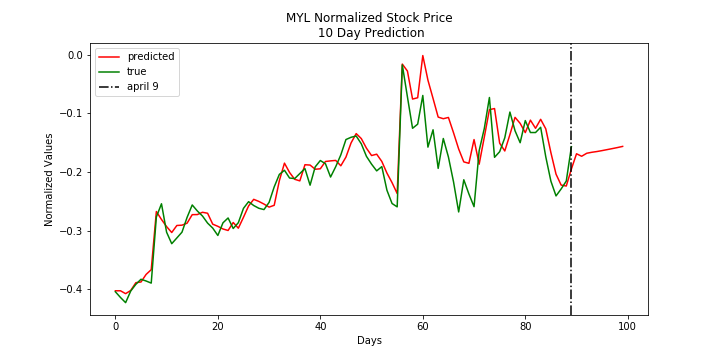 MYL Normalized Stock Price
10 Day Prediction
predicted
true
april 9
Normalized Values
0.0
−0.1
−0.2
−0.3
−0.4
0
20
40
60
80
100
Days